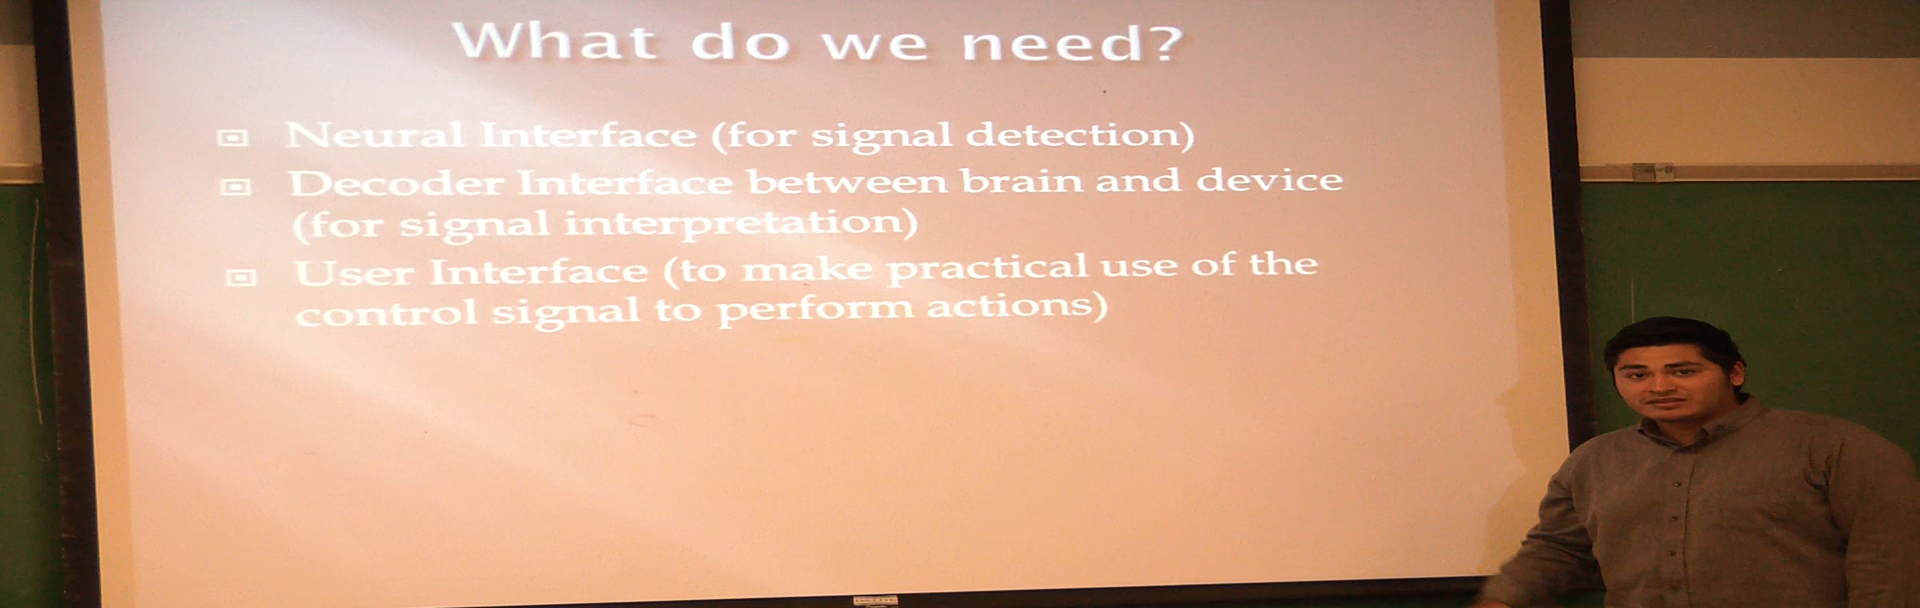 What do we need?
Neural Interface (for signal detection)
Decoder Interface between brain and device
(for signal interpretation)
User Interface (to make practical use of the
control signal to perform actions)